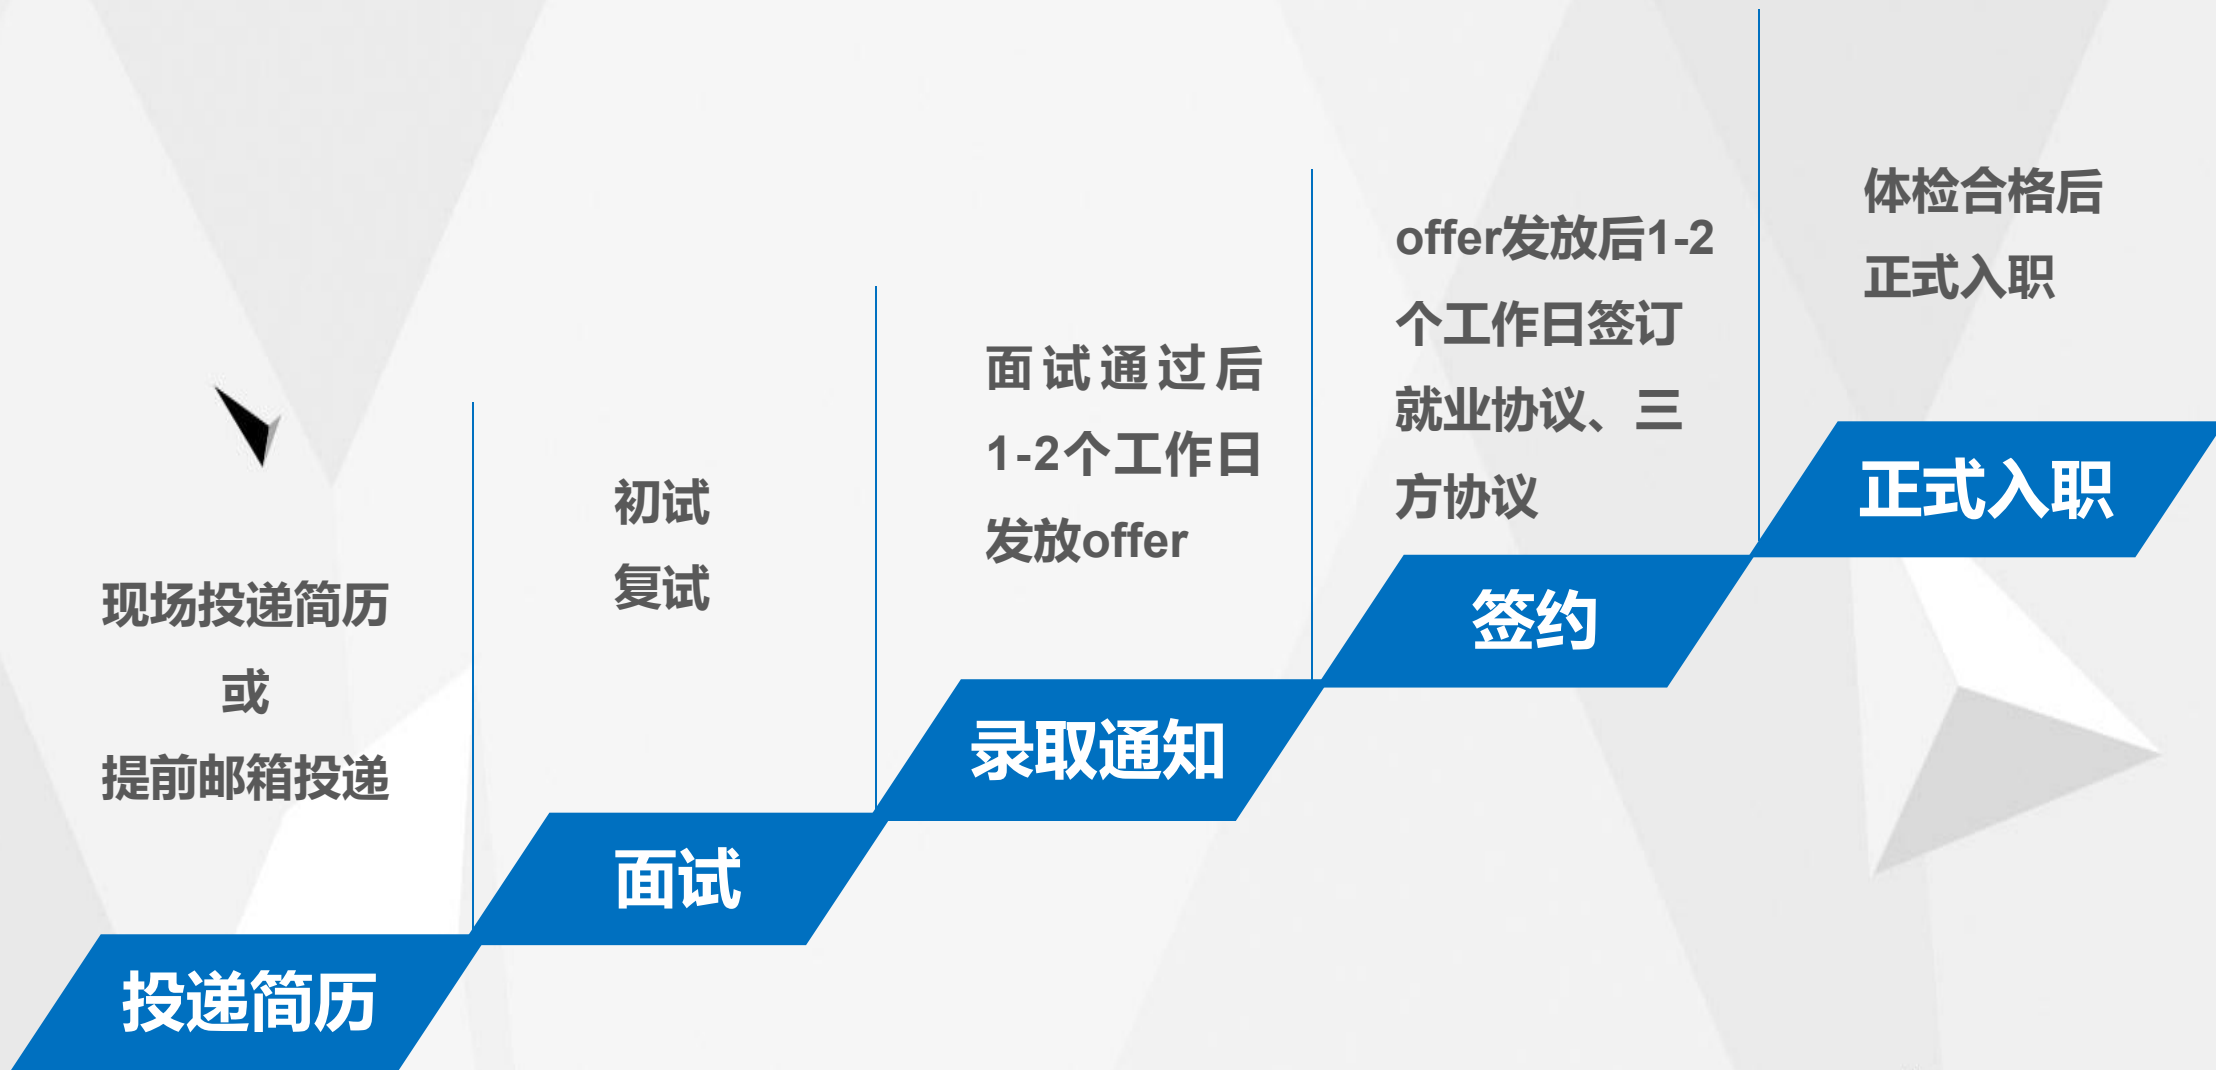 现场投递简历
或
提前邮箱投递
投递简历
初试
复试
面试
面试通过后
1-2个工作日
发放offer
录取通知
offer发放后1-2
个工作日签订
就业协议、三
方协议
签约
体检合格后
正式入职
正式入职